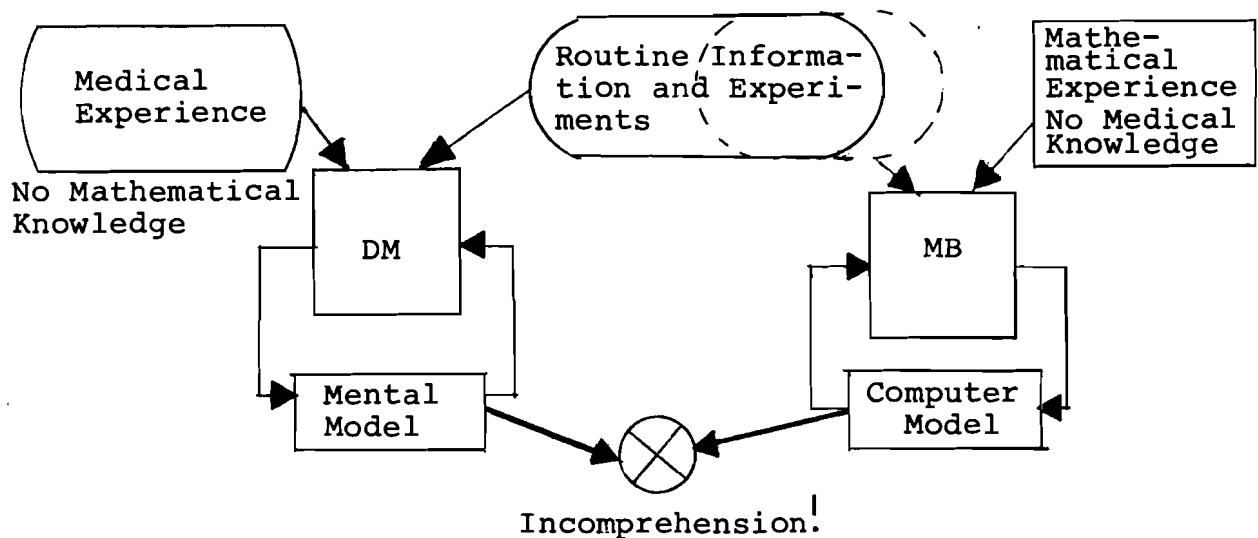 Medical
Experience
No Mathematical
Knowledge
Routine Informa-
tion and Experi-
ments
Mathe-
matical
Experience
No Medical
Knowledge
DM
MB
Mental
Model
Computer
Model
Incomprehension!